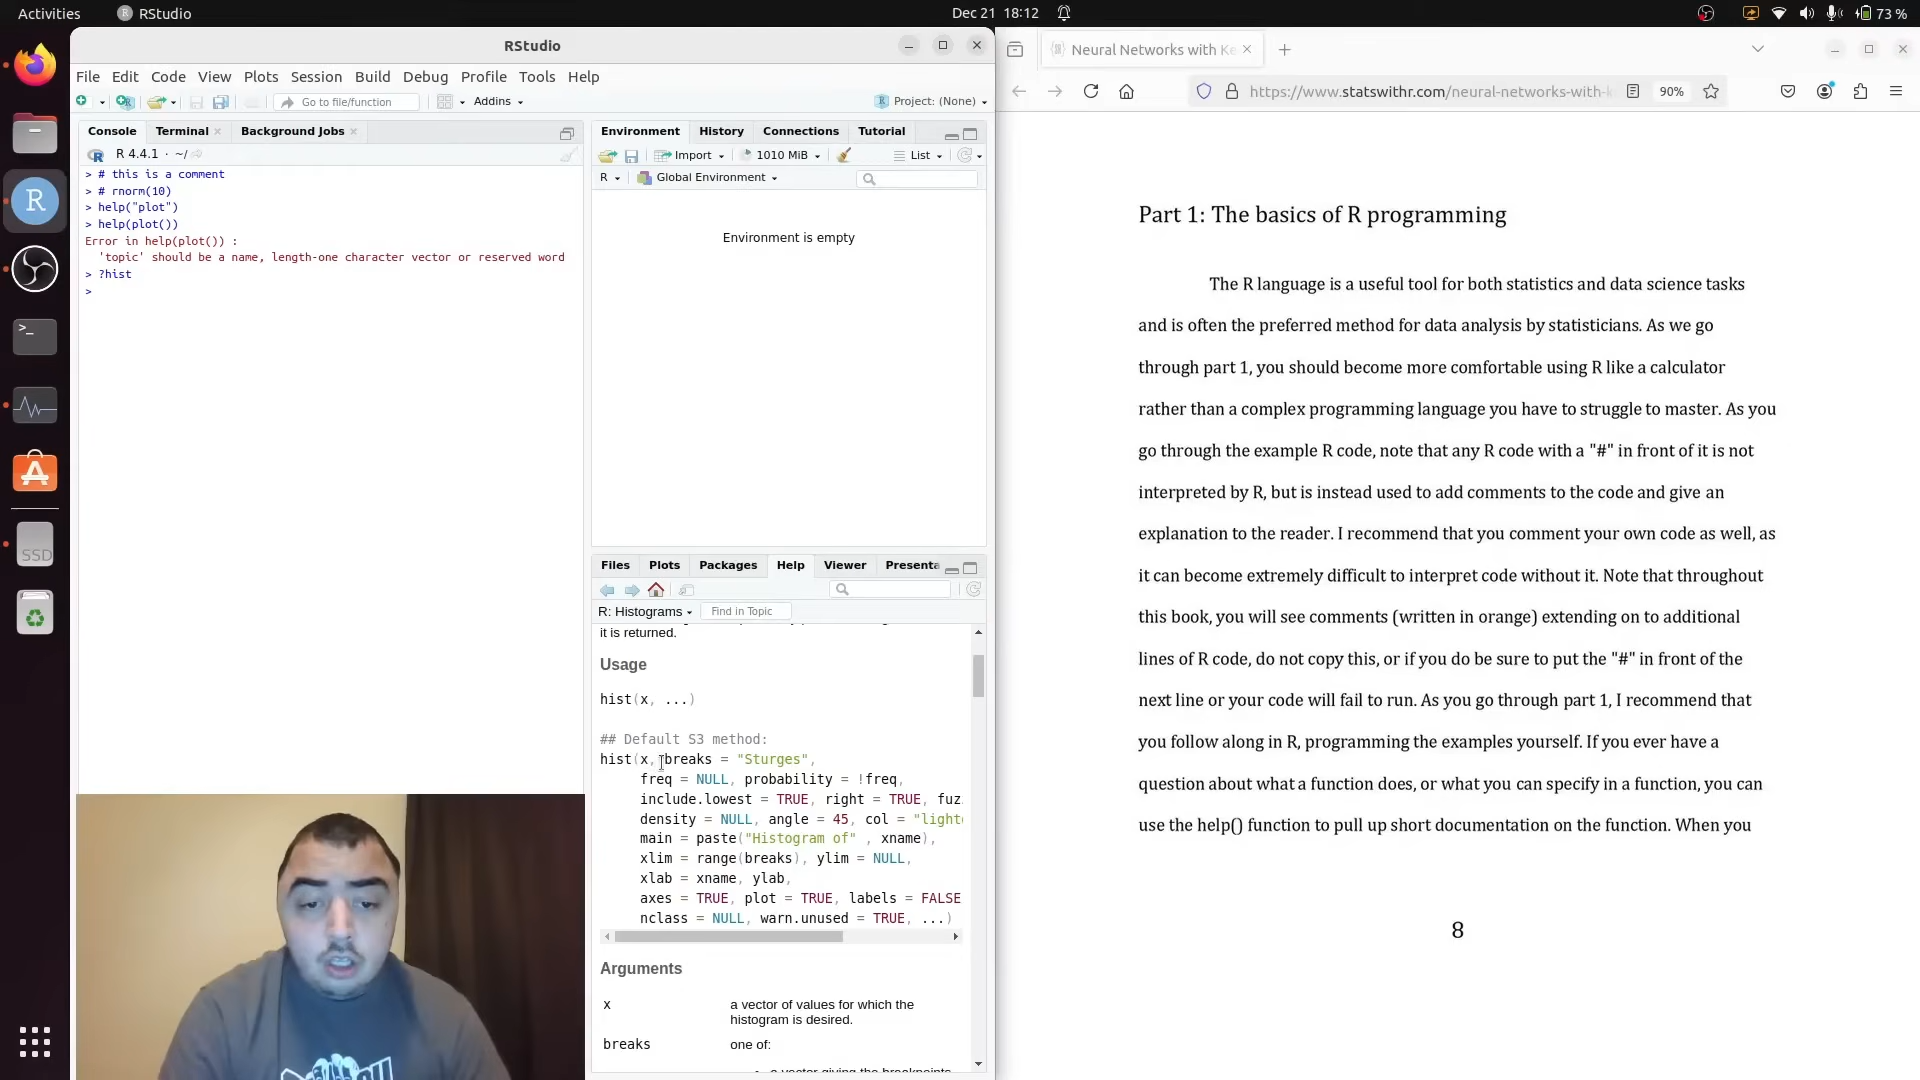 Activities
RStudio
Dec 21 18:12
73 %
RStudio
File Edit Code View Plots Session Build Debug Profile Tools Help
Go to file/function
Addins
Project: (None)
Console Terminal Background Jobs
R 4.4.1 · ~/
> # this is a comment
> # rnorm(10)
> help("plot")
> help(plot())
Error in help(plot()) :
'topic' should be a name, length-one character vector or reserved word
> ?hist
>
Environment History Connections Tutorial
Import 1010 MiB List
R Global Environment
Environment is empty
Files Plots Packages Help Viewer Presenta
R: Histograms Find in Topic
it is returned.
Usage
hist(x, ...)
## Default S3 method:
hist(x, breaks = "Sturges",
freq = NULL, probability = !freq,
include.lowest = TRUE, right = TRUE, fuz
density = NULL, angle = 45, col = "light
main = paste("Histogram of" , xname),
xlim = range(breaks), ylim = NULL,
xlab = xname, ylab,
axes = TRUE, plot = TRUE, labels = FALSE
nclass = NULL, warn.unused = TRUE, ...)
Arguments
x a vector of values for which the
histogram is desired.
breaks one of:
SSD
Neural Networks with Ke
https://www.statswithr.com/neural-networks-with-k
90%
Part 1: The basics of R programming
The R language is a useful tool for both statistics and data science tasks
and is often the preferred method for data analysis by statisticians. As we go
through part 1, you should become more comfortable using R like a calculator
rather than a complex programming language you have to struggle to master. As you
go through the example R code, note that any R code with a "#" in front of it is not
interpreted by R, but is instead used to add comments to the code and give an
explanation to the reader. I recommend that you comment your own code as well, as
it can become extremely difficult to interpret code without it. Note that throughout
this book, you will see comments (written in orange) extending on to additional
lines of R code, do not copy this, or if you do be sure to put the "#" in front of the
next line or your code will fail to run. As you go through part 1, I recommend that
you follow along in R, programming the examples yourself. If you ever have a
question about what a function does, or what you can specify in a function, you can
use the help() function to pull up short documentation on the function. When you
8